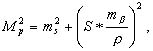 M_p^2 = m_s^2 + (S * m_β / ρ)^2 ,